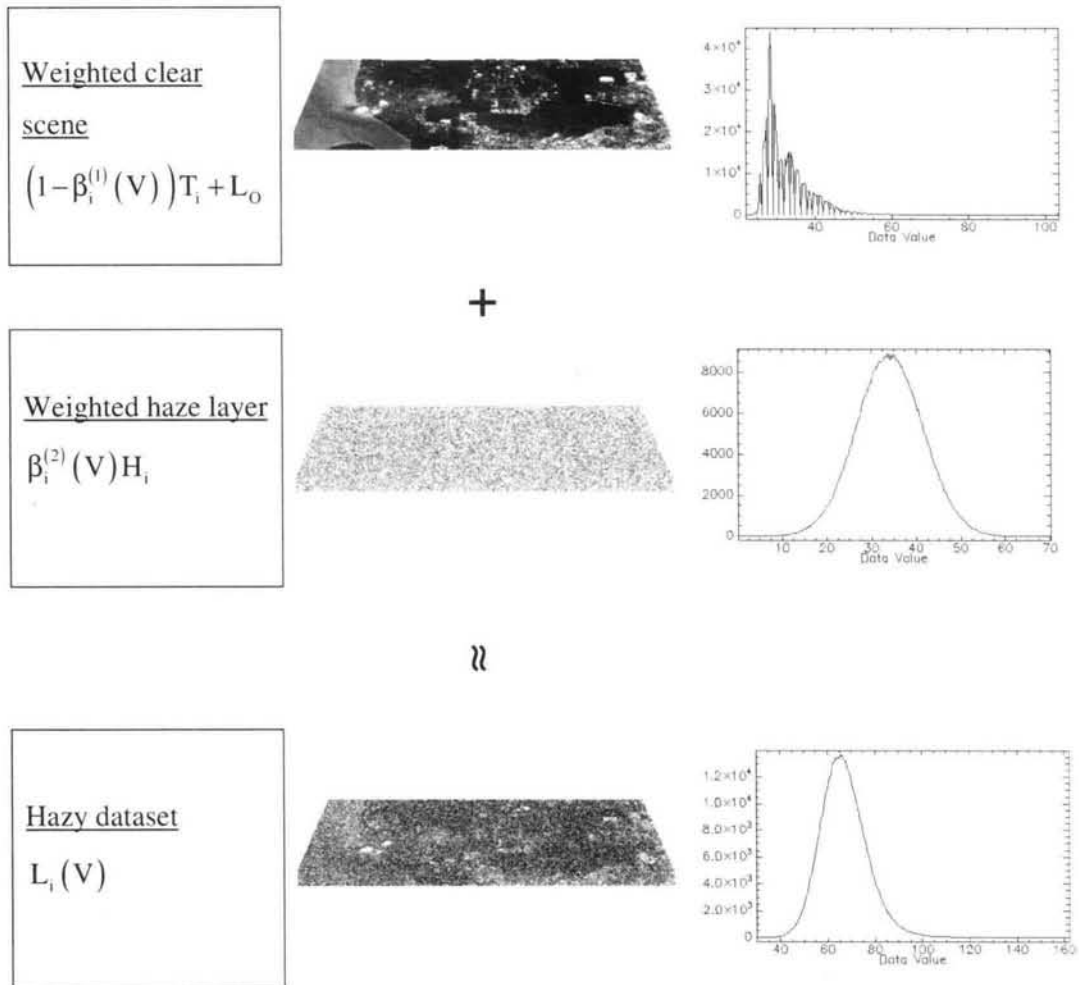 Weighted clear
scene
(1-β_i^(1)(V))T_i+L_O
4×10⁴
3×10⁴
2×10⁴
1×10⁴
0
40 60 80 100
Data Value
+
Weighted haze layer
β_i^(2)(V)H_i
8000
6000
4000
2000
0
10 20 30 40 50 60 70
Data Value
≈
Hazy dataset
L_i(V)
1.2×10⁴
1.0×10⁴
8.0×10³
6.0×10³
4.0×10³
2.0×10³
0
40 60 80 100 120 140 160
Data Value